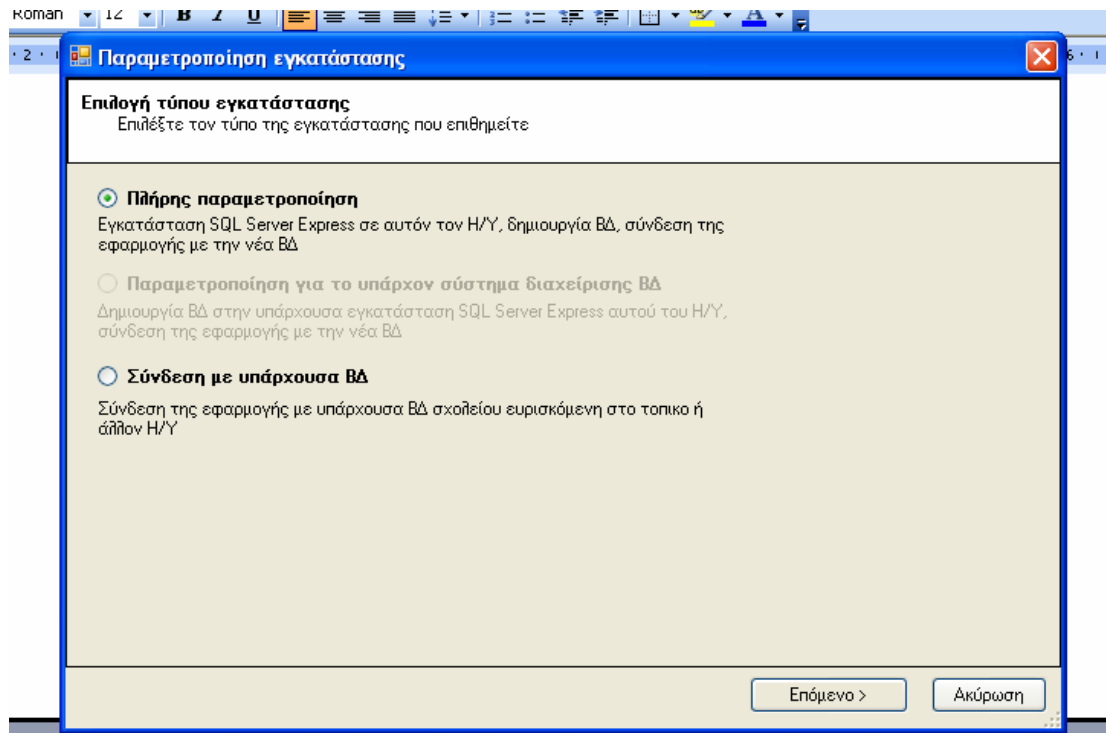 Roman 12 B I U
2
6
Παραμετροποίηση εγκατάστασης
Επιλογή τύπου εγκατάστασης
Επιλέξτε τον τύπο της εγκατάστασης που επιθημείτε
Πλήρης παραμετροποίηση
Εγκατάσταση SQL Server Express σε αυτόν τον Η/Υ, δημιουργία ΒΔ, σύνδεση της
εφαρμογής με την νέα ΒΔ
Παραμετροποίηση για το υπάρχον σύστημα διαχείρισης ΒΔ
Δημιουργία ΒΔ στην υπάρχουσα εγκατάσταση SQL Server Express αυτού του Η/Υ,
σύνδεση της εφαρμογής με την νέα ΒΔ
Σύνδεση με υπάρχουσα ΒΔ
Σύνδεση της εφαρμογής με υπάρχουσα ΒΔ σχολείου ευρισκόμενη στο τοπικο ή
άλλον Η/Υ
Επόμενο > Ακύρωση